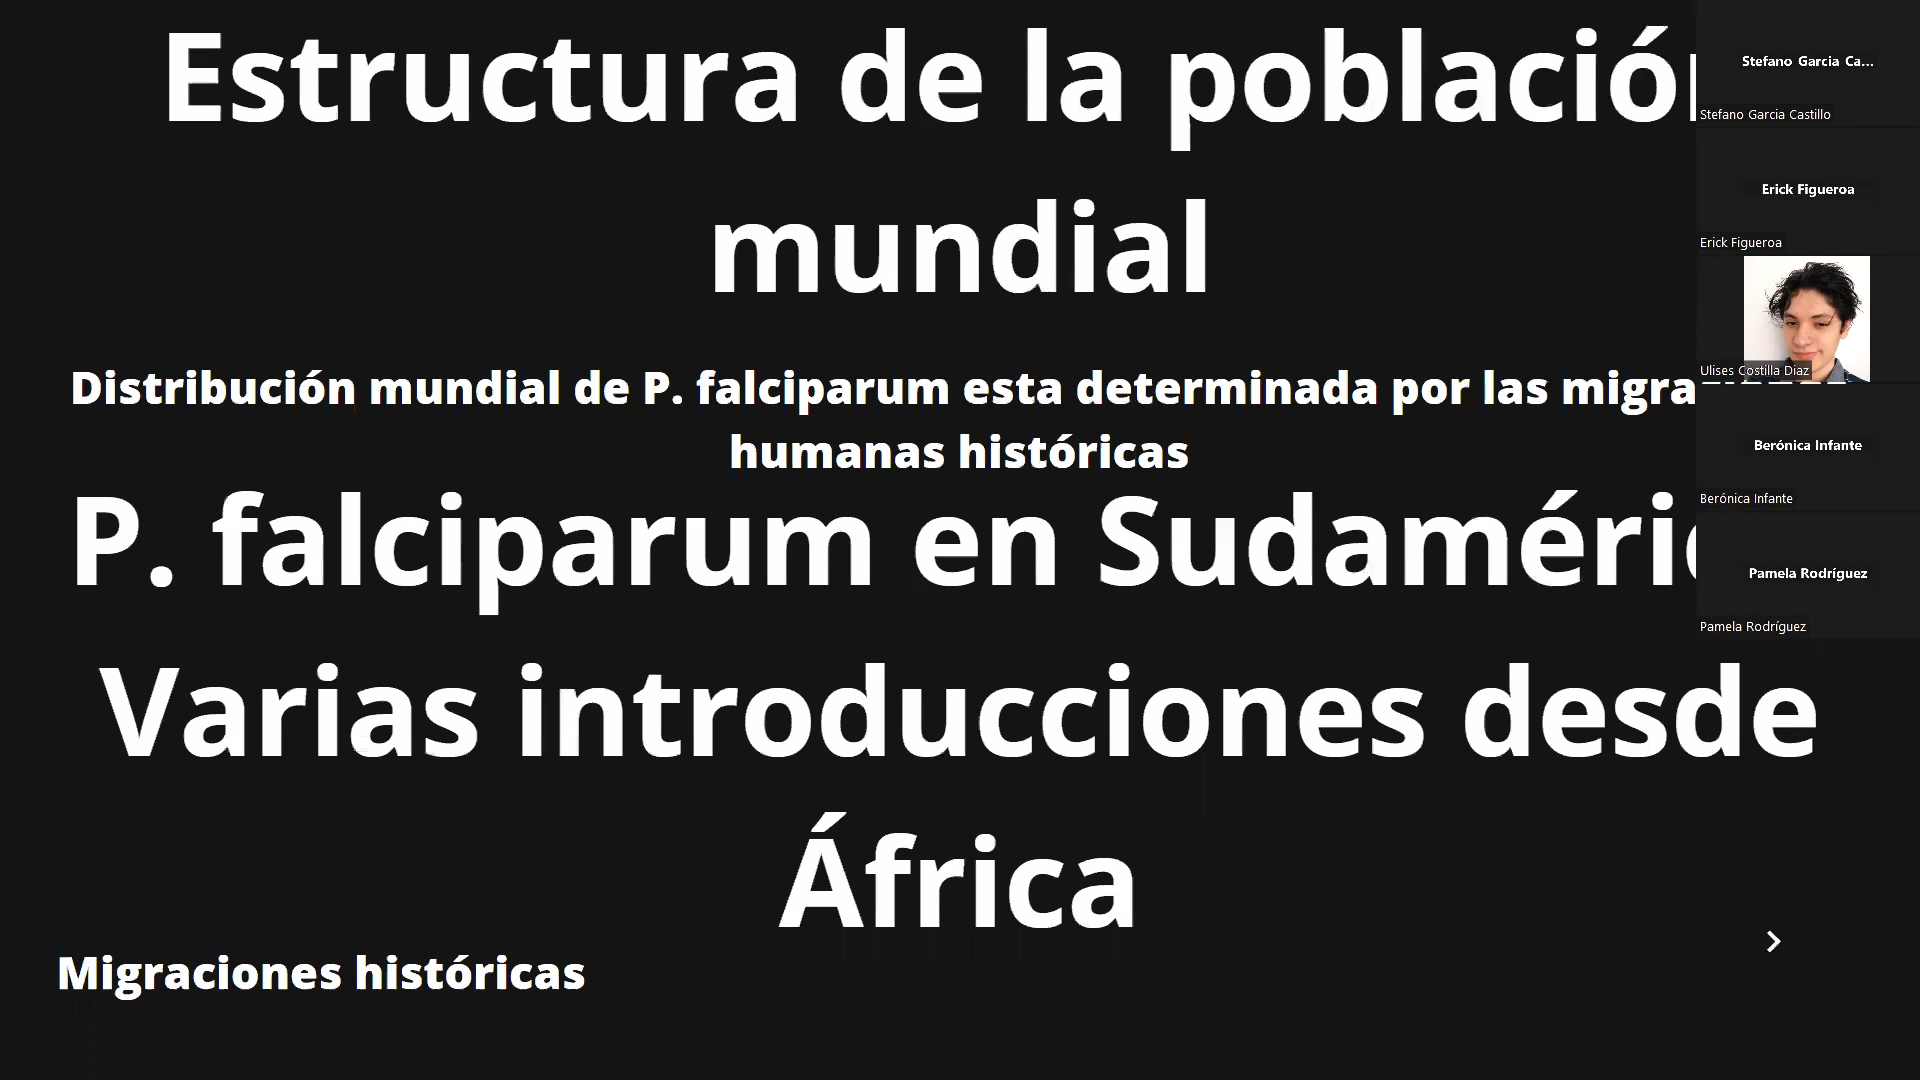 Estructura de la población
mundial
Distribución mundial de P. falciparum esta determinada por las migra
humanas históricas
P. falciparum en Sudaméric
Varias introducciones desde
África
Migraciones históricas
Stefano Garcia Ca...
Stefano Garcia Castillo
Erick Figueroa
Erick Figueroa
Ulises Costilla Diaz
Berónica Infante
Berónica Infante
Pamela Rodríguez
Pamela Rodríguez